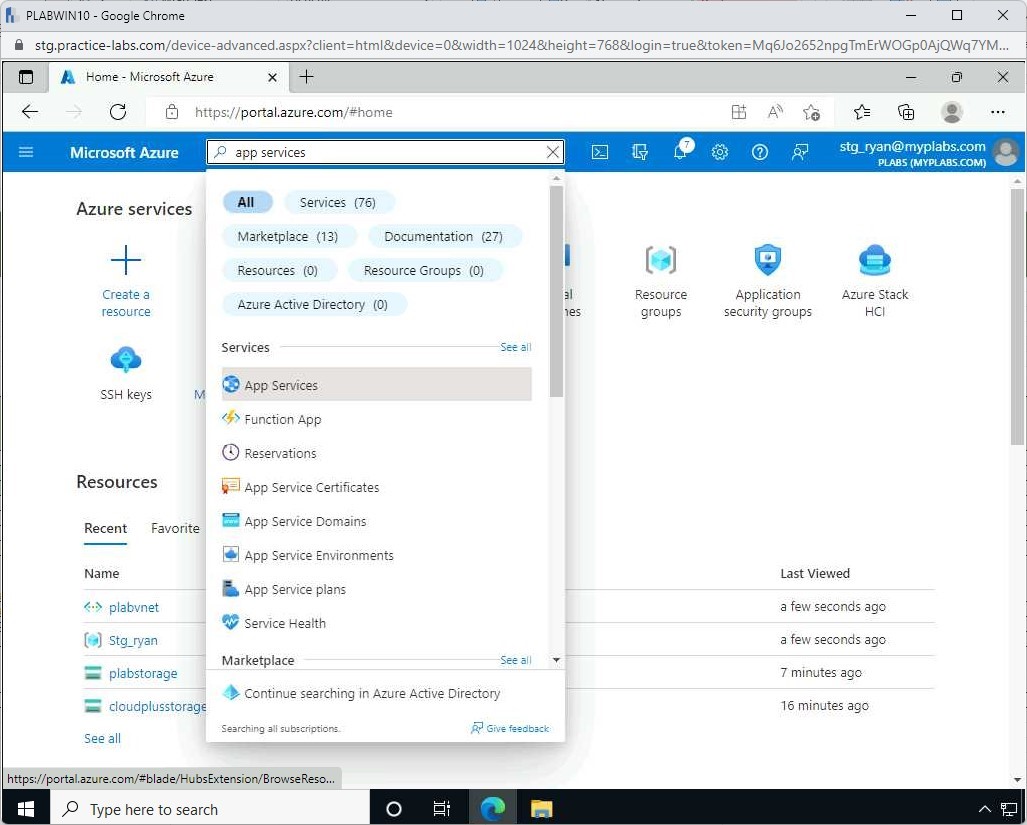 PLABWIN10 - Google Chrome
stg.practice-labs.com/device-advanced.aspx?client=html&device=0&width=1024&height=768&login=true&token=Mq6Jo2652npgTmErWOGp0AjQWq7YM...
Home - Microsoft Azure
https://portal.azure.com/#home
Microsoft Azure
app services
7
stg_ryan@myplabs.com
PLABS (MYPLABS.COM)
Azure services
All
Services (76)
Marketplace (13)
Documentation (27)
Resources (0)
Resource Groups (0)
Azure Active Directory (0)
Create a
resource
al
nes
Resource
groups
Application
security groups
Azure Stack
HCI
SSH keys
M
Services
See all
App Services
Function App
Reservations
App Service Certificates
App Service Domains
App Service Environments
App Service plans
Service Health
Marketplace
See all
Continue searching in Azure Active Directory
Searching all subscriptions.
Give feedback
Resources
Recent
Favorite
Name
Last Viewed
plabvnet
a few seconds ago
Stg_ryan
a few seconds ago
plabstorage
7 minutes ago
cloudplusstorage
16 minutes ago
See all
https://portal.azure.com/#blade/HubsExtension/BrowseReso...
Type here to search